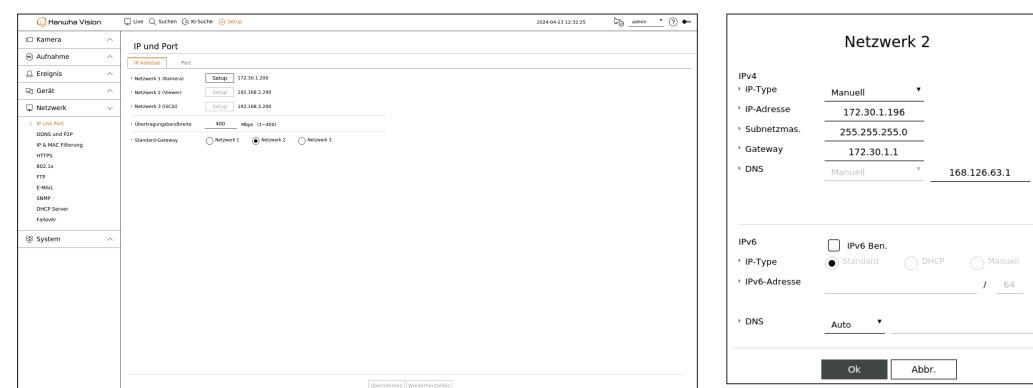 Hanwha Vision
Live Suchen KI-Suche Setup 2024-04-23 12:32:25 admin
Kamera
Aufnahme
Ereignis
Gerät
Netzwerk
IP und Port
DDNS und P2P
IP & MAC Filterung
HTTPS
802.1x
FTP
E-MAIL
SNMP
DHCP Server
Failover
System
IP und Port
IP-Adresse Port
Netzwerk 1 (Kamera) Setup 172.30.1.200
Netzwerk 2 (Viewer) Setup 192.168.2.200
Netzwerk 3 (iSCSI) Setup 192.168.3.200
Übertragungsbandbreite 400 Mbps (1~400)
Standard-Gateway Netzwerk 1 Netzwerk 2 Netzwerk 3
Übernehmen Wiederherstellen
Netzwerk 2
IPv4
IP-Type Manuell
IP-Adresse 172.30.1.196
Subnetzmas. 255.255.255.0
Gateway 172.30.1.1
DNS Manuell 168.126.63.1
IPv6 IPv6 Ben.
IP-Type Standard DHCP Manuell
IPv6-Adresse / 64
DNS Auto
Ok Abbr.